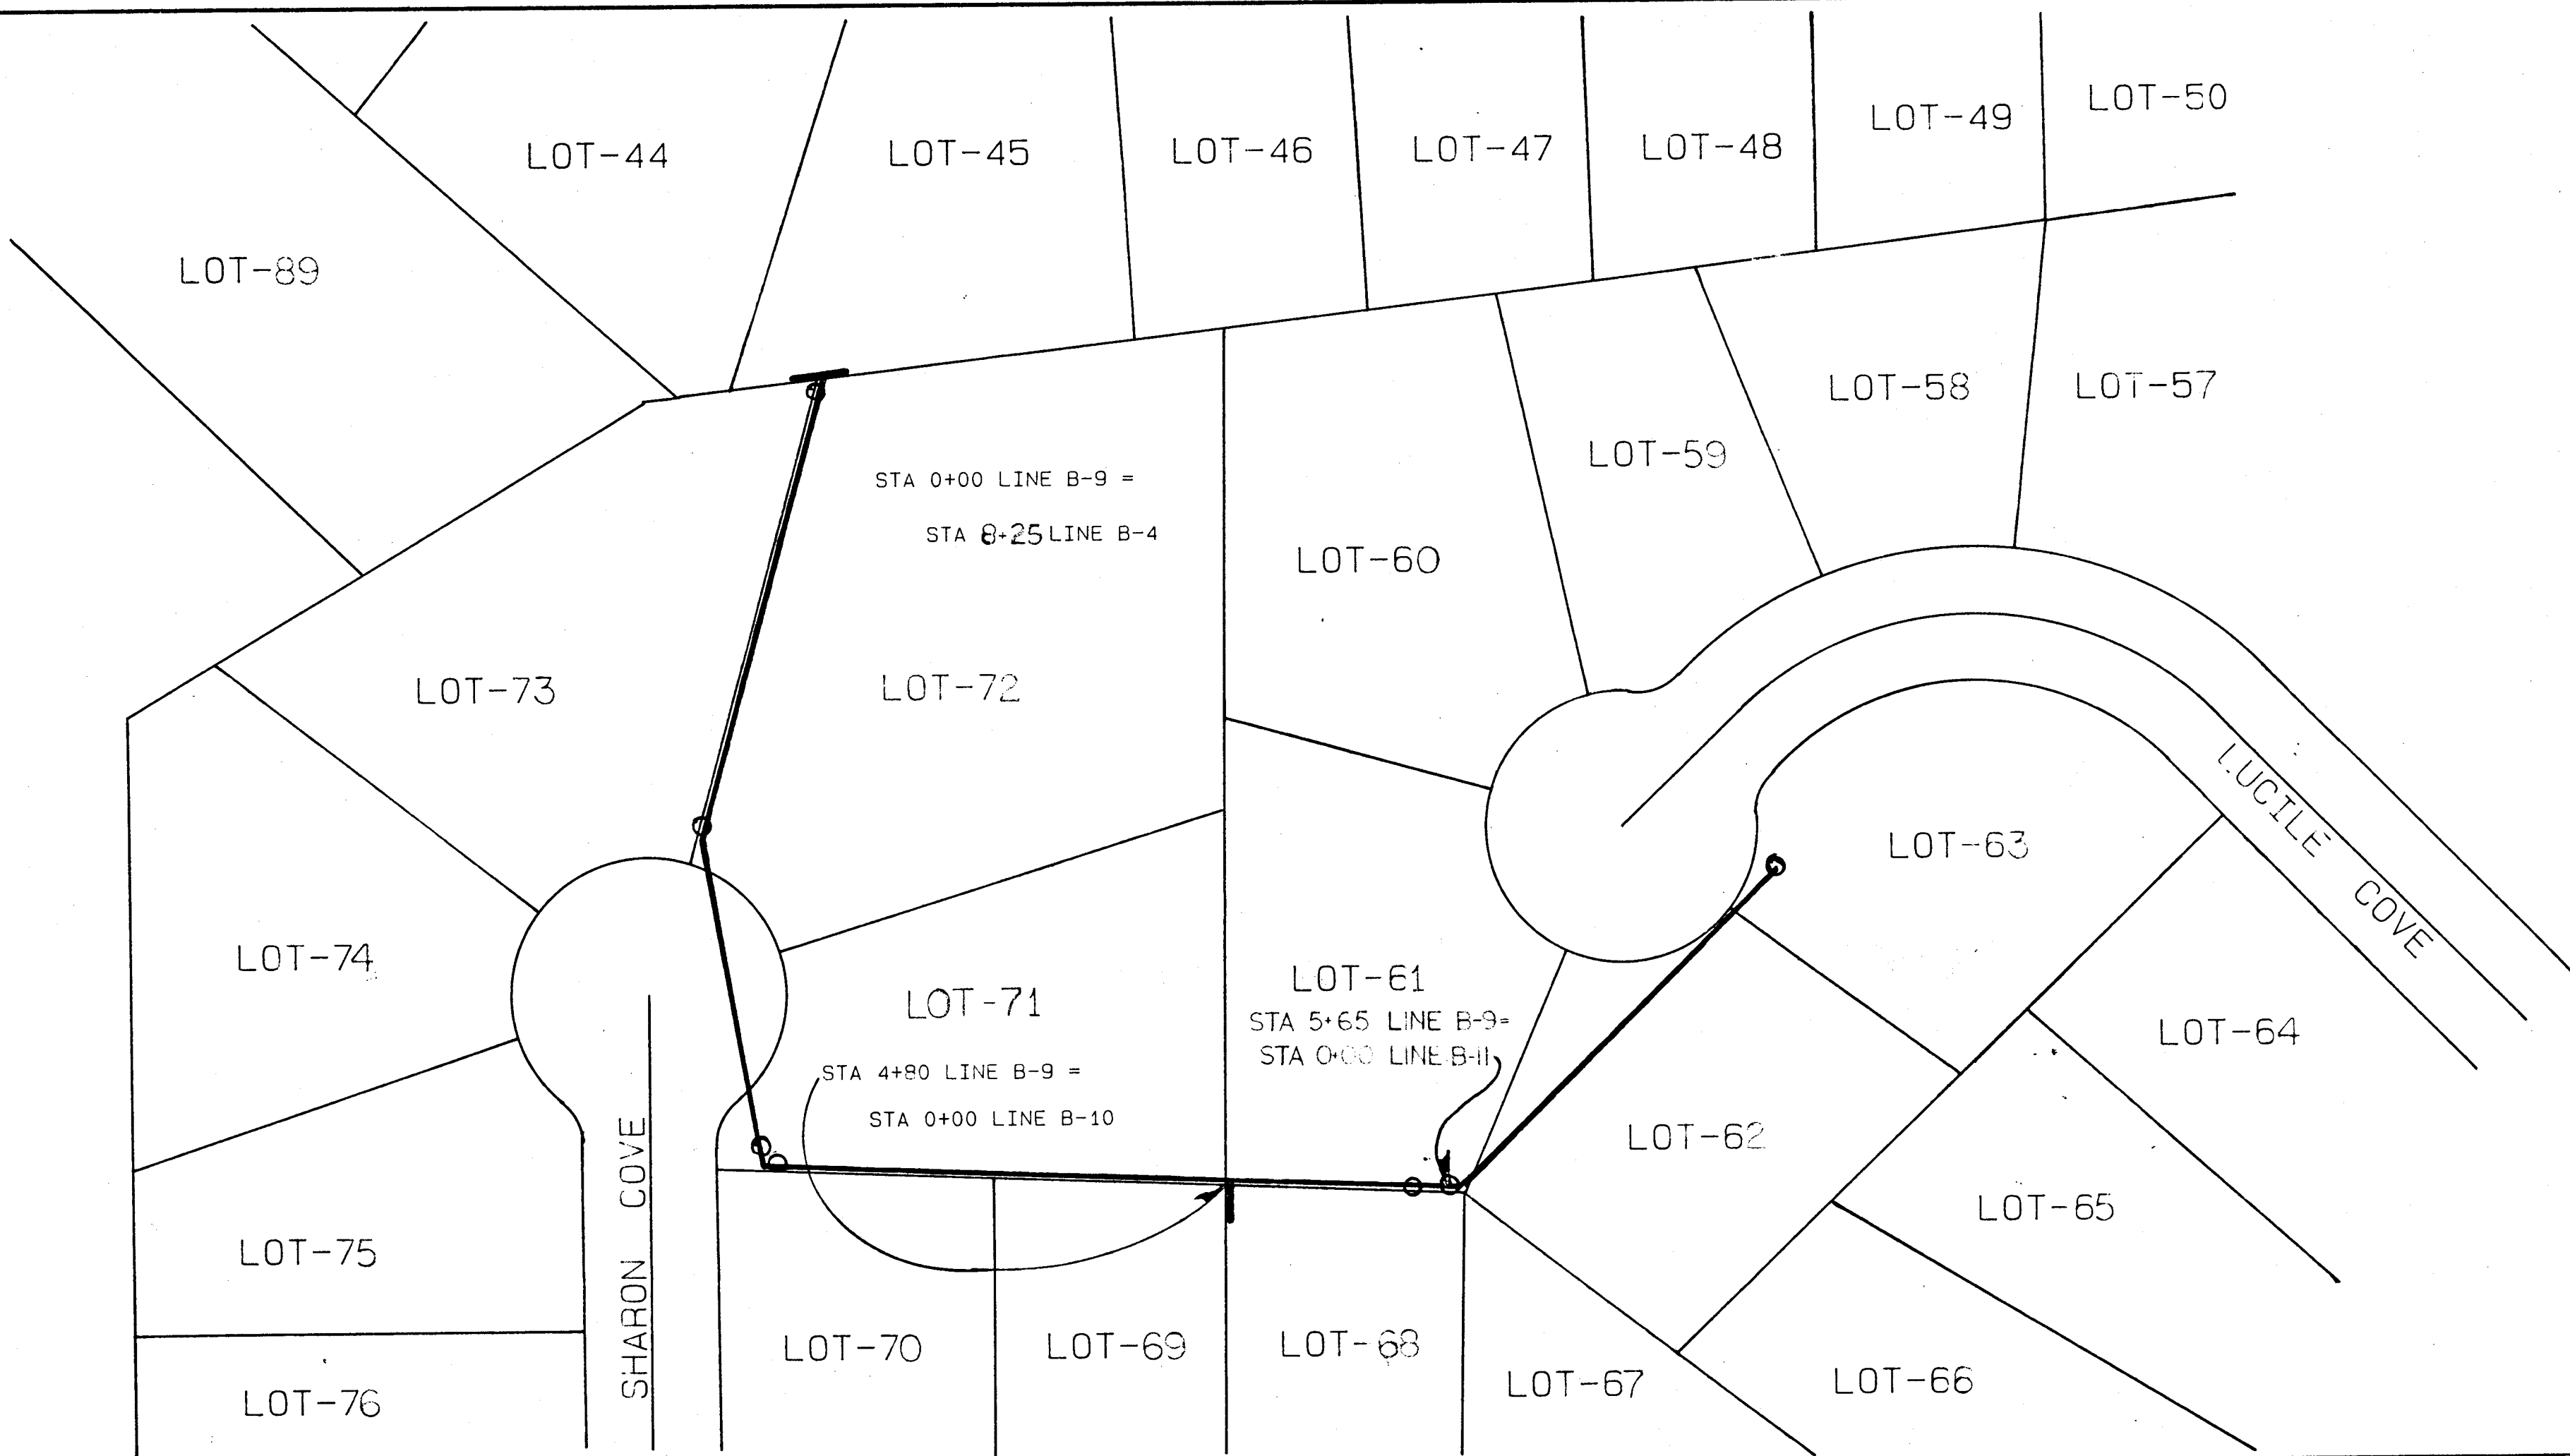 LOT-44
LOT-45
LOT-46
LOT-47
LOT-48
LOT-49
LOT-50
LOT-89
LOT-58
LOT-57
LOT-59
STA 0+00 LINE B-9 =
STA 8+25 LINE B-4
LOT-60
LOT-73
LOT-72
LUCILE COVE
LOT-63
LOT-74
LOT-71
LOT-61
STA 5+65 LINE B-9=
STA 0+00 LINE B-11
LOT-64
STA 4+80 LINE B-9 =
STA 0+00 LINE B-10
LOT-62
SHARON COVE
LOT-65
LOT-75
LOT-70
LOT-69
LOT-68
LOT-67
LOT-66
LOT-76